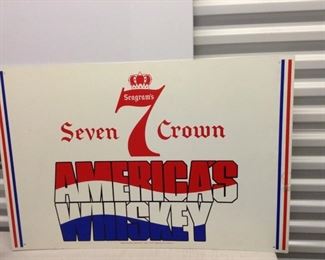 Seagram's
7
Seven Crown
AMERICA'S
WHISKEY